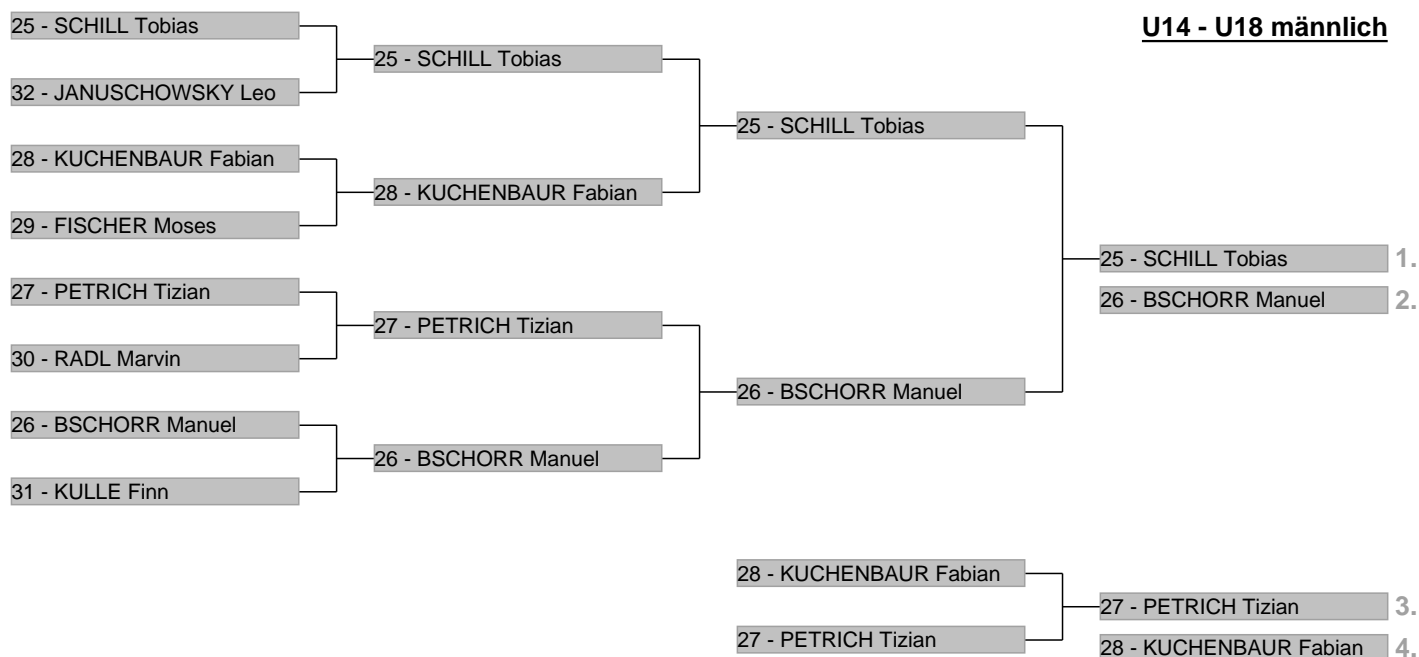 U14 - U18 männlich
25 - SCHILL Tobias
32 - JANUSCHOWSKY Leo
28 - KUCHENBAUR Fabian
29 - FISCHER Moses
27 - PETRICH Tizian
30 - RADL Marvin
26 - BSCHORR Manuel
31 - KULLE Finn
25 - SCHILL Tobias
28 - KUCHENBAUR Fabian
27 - PETRICH Tizian
26 - BSCHORR Manuel
25 - SCHILL Tobias
26 - BSCHORR Manuel
25 - SCHILL Tobias 1.
26 - BSCHORR Manuel 2.
28 - KUCHENBAUR Fabian
27 - PETRICH Tizian
27 - PETRICH Tizian 3.
28 - KUCHENBAUR Fabian 4.